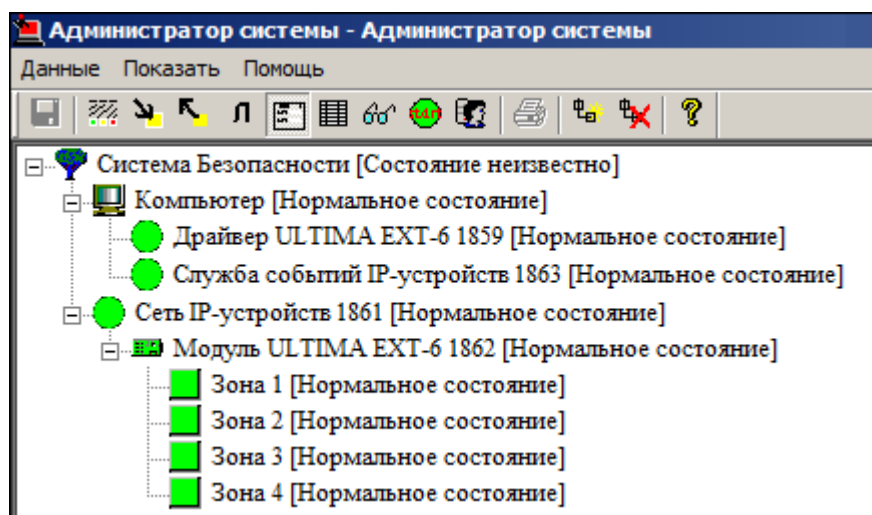 Администратор системы - Администратор системы
Данные Показать Помощь
Л t4n ?
Система Безопасности [Состояние неизвестно]
Компьютер [Нормальное состояние]
Драйвер ULTIMA EXT-6 1859 [Нормальное состояние]
Служба событий IP-устройств 1863 [Нормальное состояние]
Сеть IP-устройств 1861 [Нормальное состояние]
Модуль ULTIMA EXT-6 1862 [Нормальное состояние]
Зона 1 [Нормальное состояние]
Зона 2 [Нормальное состояние]
Зона 3 [Нормальное состояние]
Зона 4 [Нормальное состояние]